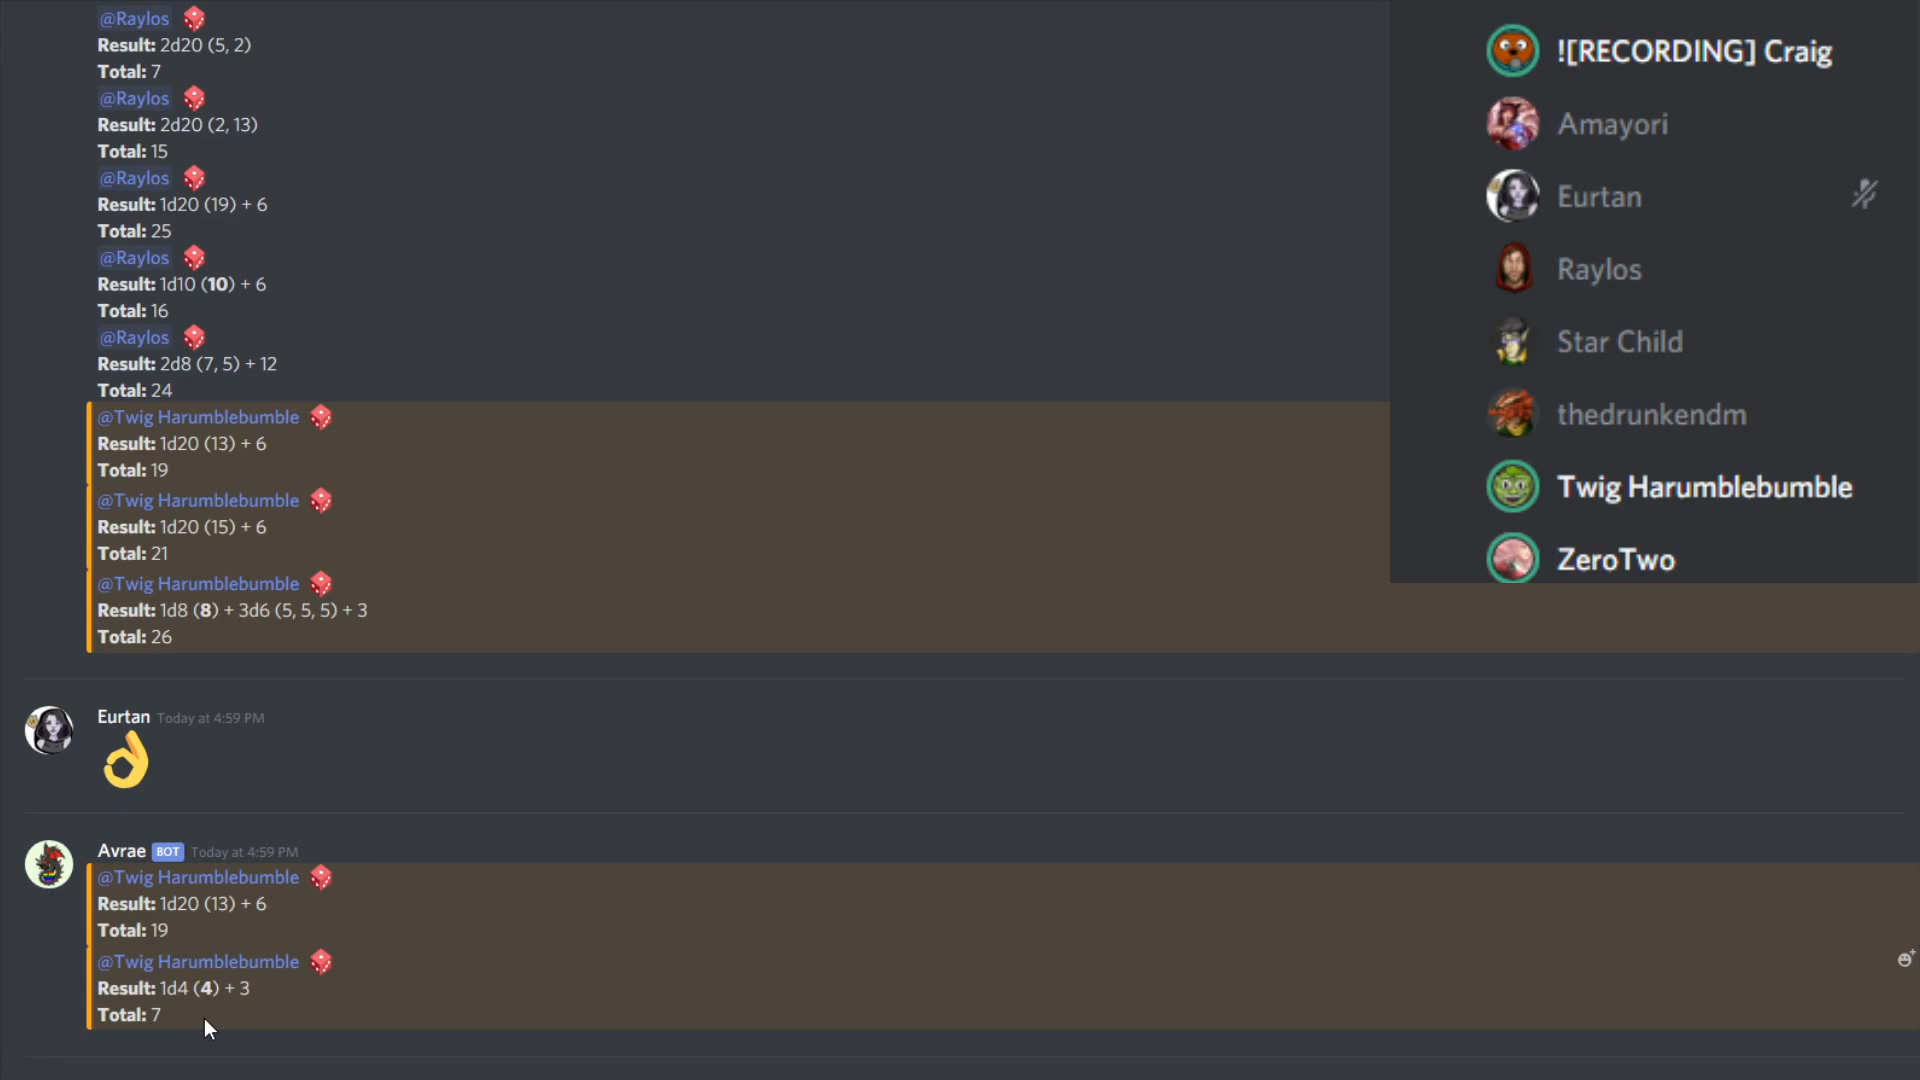 @Raylos
Result: 2d20 (5, 2)
Total: 7
@Raylos
Result: 2d20 (2, 13)
Total: 15
@Raylos
Result: 1d20 (19) + 6
Total: 25
@Raylos
Result: 1d10 (10) + 6
Total: 16
@Raylos
Result: 2d8 (7, 5) + 12
Total: 24
@Twig Harumblebumble
Result: 1d20 (13) + 6
Total: 19
@Twig Harumblebumble
Result: 1d20 (15) + 6
Total: 21
@Twig Harumblebumble
Result: 1d8 (8) + 3d6 (5, 5, 5) + 3
Total: 26
Eurtan Today at 4:59 PM
Avrae BOT Today at 4:59 PM
@Twig Harumblebumble
Result: 1d20 (13) + 6
Total: 19
@Twig Harumblebumble
Result: 1d4 (4) + 3
Total: 7
![RECORDING] Craig
Amayori
Eurtan
Raylos
Star Child
thedrunkendm
Twig Harumblebumble
ZeroTwo